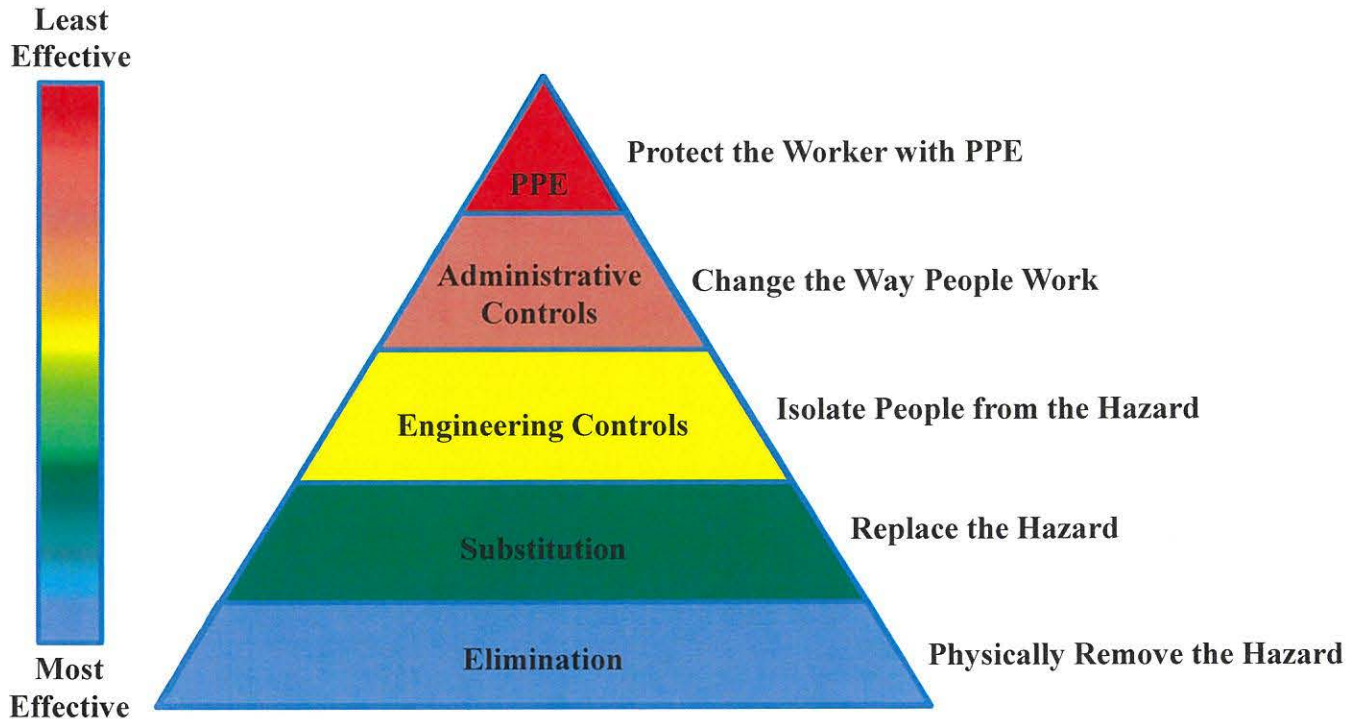 Least
Effective
PPE
Protect the Worker with PPE
Administrative
Controls
Change the Way People Work
Engineering Controls
Isolate People from the Hazard
Substitution
Replace the Hazard
Elimination
Physically Remove the Hazard
Most
Effective